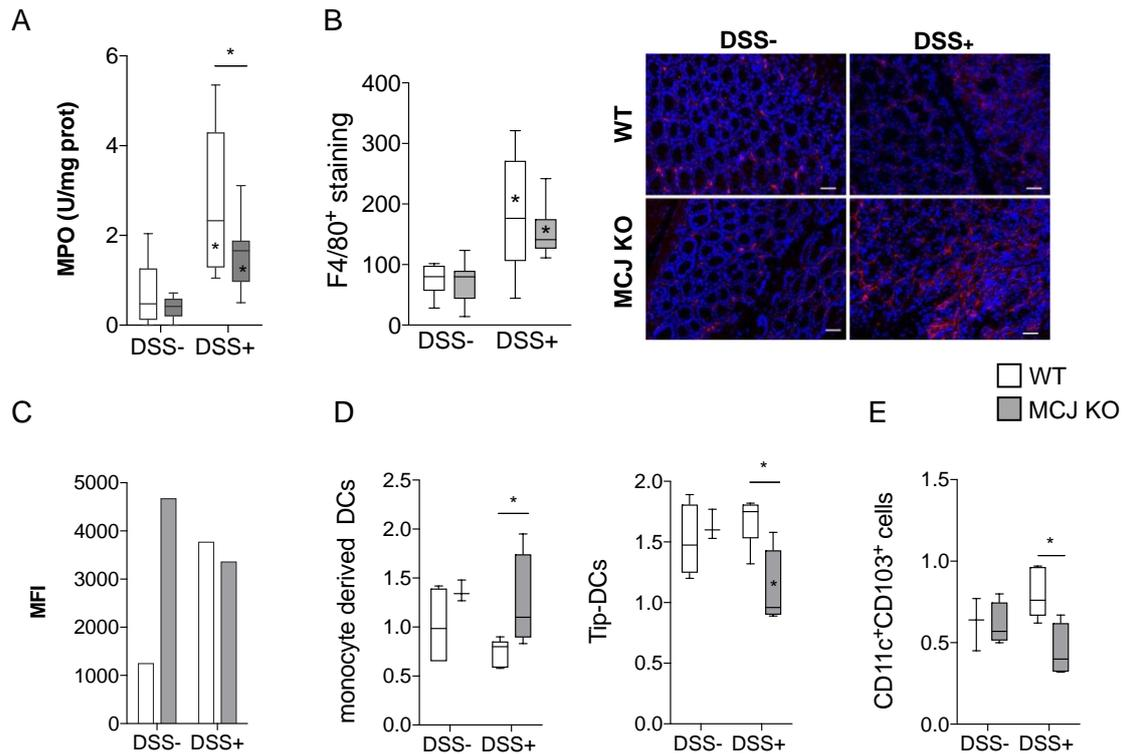 A
MPO (U/mg prot)
6
4
2
0
*
*
*
DSS- DSS+
B
F4/80+ staining
400
300
200
100
0
*
*
DSS- DSS+
DSS- DSS+
WT
MCJ KO
WT
MCJ KO
C
MFI
5000
4000
3000
2000
1000
0
DSS- DSS+
D
monocyte derived DCs
2.5
2.0
1.5
1.0
0.5
0.0
*
DSS- DSS+
Tip-DCs
2.0
1.5
1.0
0.5
0.0
*
*
DSS- DSS+
E
CD11c+CD103+ cells
1.5
1.0
0.5
0.0
*
DSS- DSS+